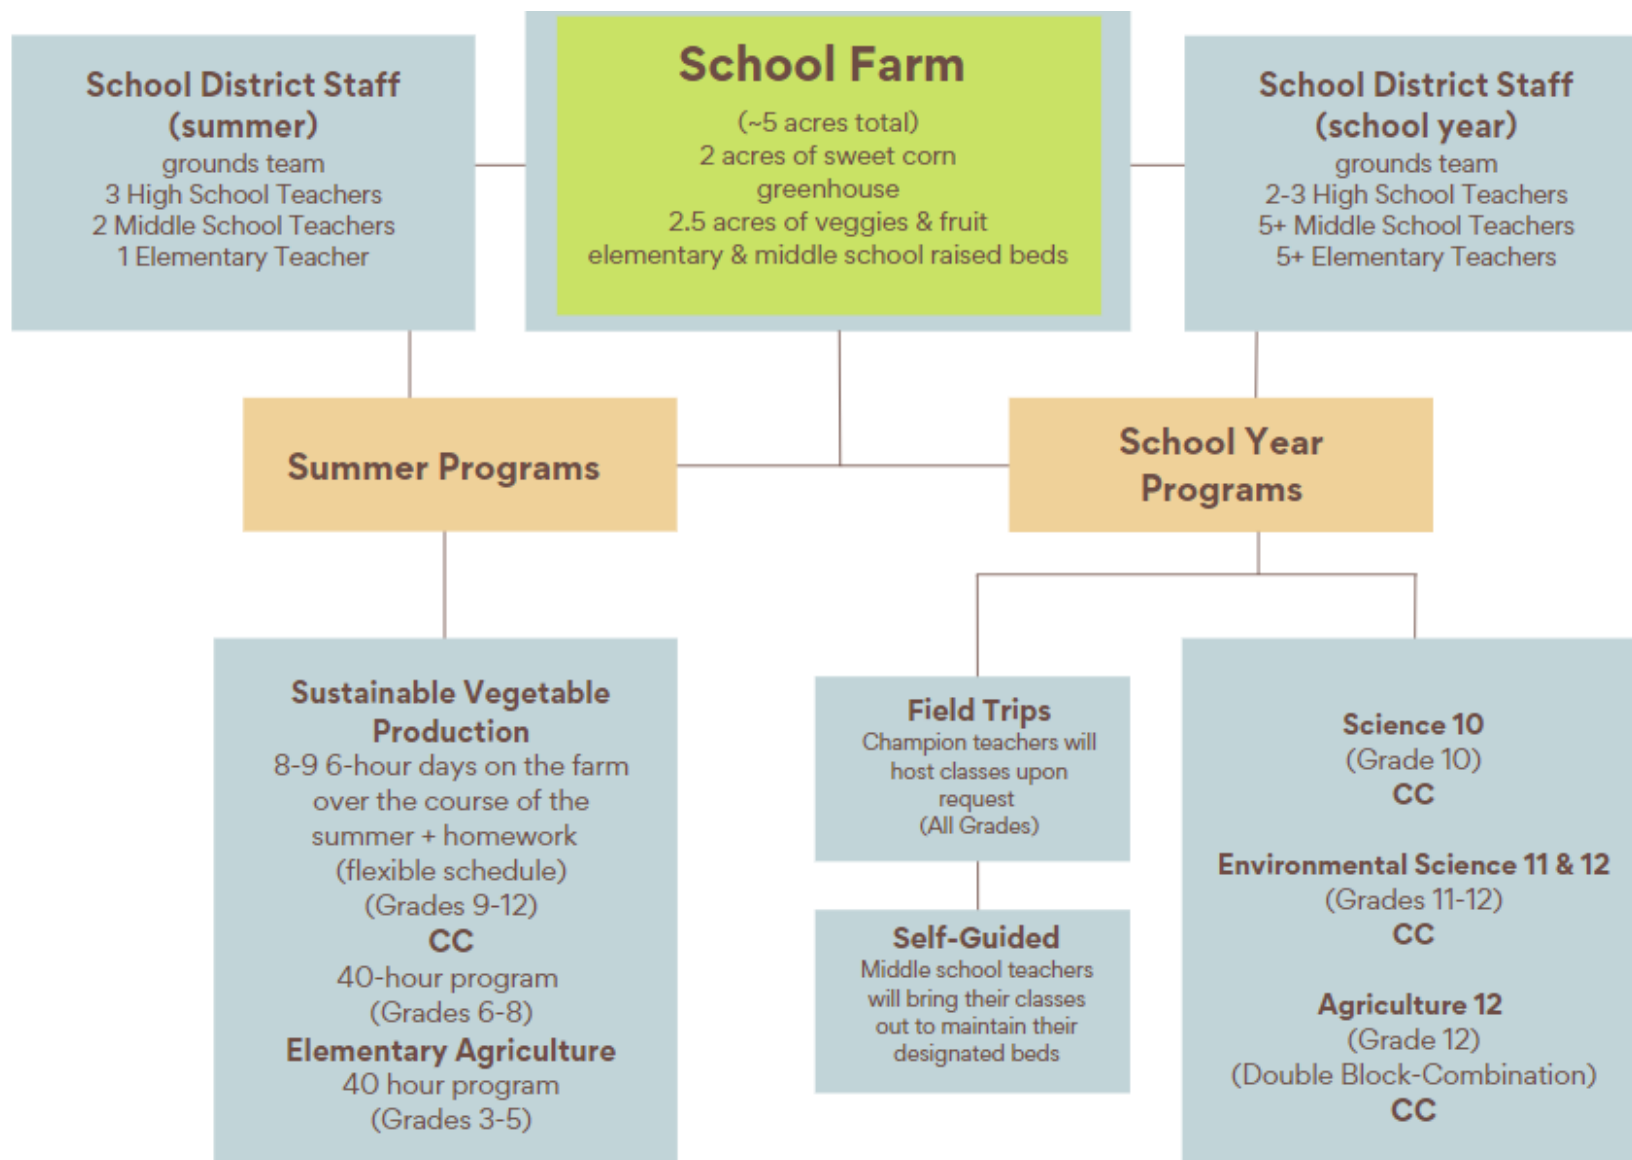 School District Staff
(summer)
grounds team
3 High School Teachers
2 Middle School Teachers
1 Elementary Teacher
School Farm
(~5 acres total)
2 acres of sweet corn
greenhouse
2.5 acres of veggies & fruit
elementary & middle school raised beds
School District Staff
(school year)
grounds team
2-3 High School Teachers
5+ Middle School Teachers
5+ Elementary Teachers
Summer Programs
School Year
Programs
Sustainable Vegetable
Production
8-9 6-hour days on the farm
over the course of the
summer + homework
(flexible schedule)
(Grades 9-12)
CC
40-hour program
(Grades 6-8)
Elementary Agriculture
40 hour program
(Grades 3-5)
Field Trips
Champion teachers will
host classes upon
request
(All Grades)
Self-Guided
Middle school teachers
will bring their classes
out to maintain their
designated beds
Science 10
(Grade 10)
CC
Environmental Science 11 & 12
(Grades 11-12)
CC
Agriculture 12
(Grade 12)
(Double Block-Combination)
CC